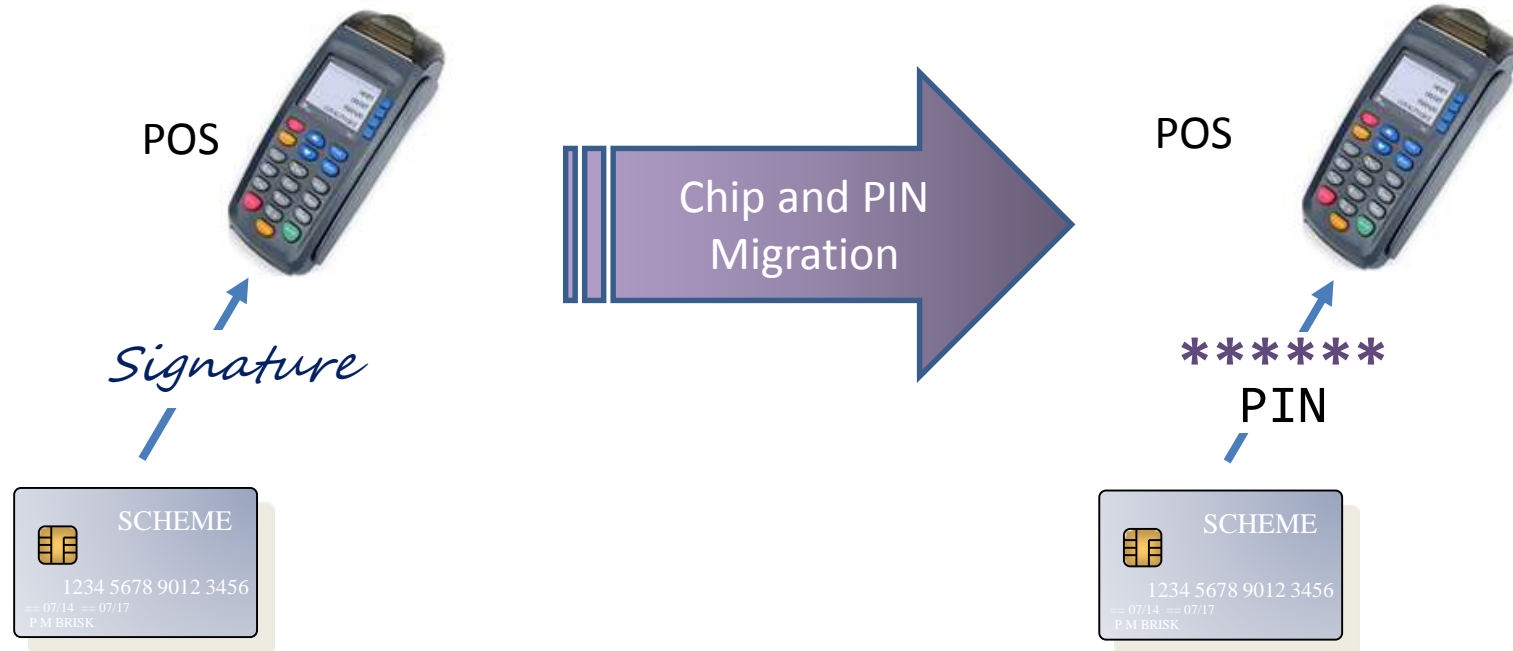 POS
Signature
SCHEME
1234 5678 9012 3456
== 07/14 == 07/17
P M BRISK
Chip and PIN
Migration
POS
******
PIN
SCHEME
1234 5678 9012 3456
== 07/14 == 07/17
P M BRISK